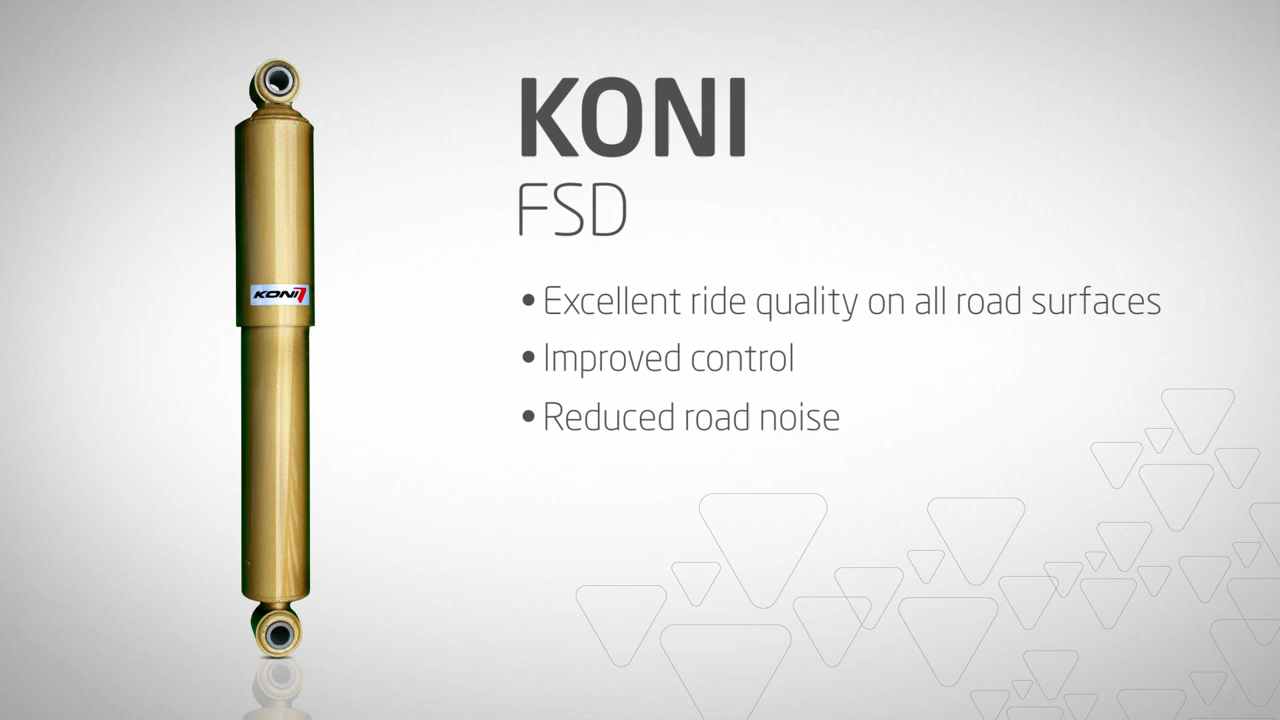 KONI
FSD
• Excellent ride quality on all road surfaces
• Improved control
• Reduced road noise
KONI